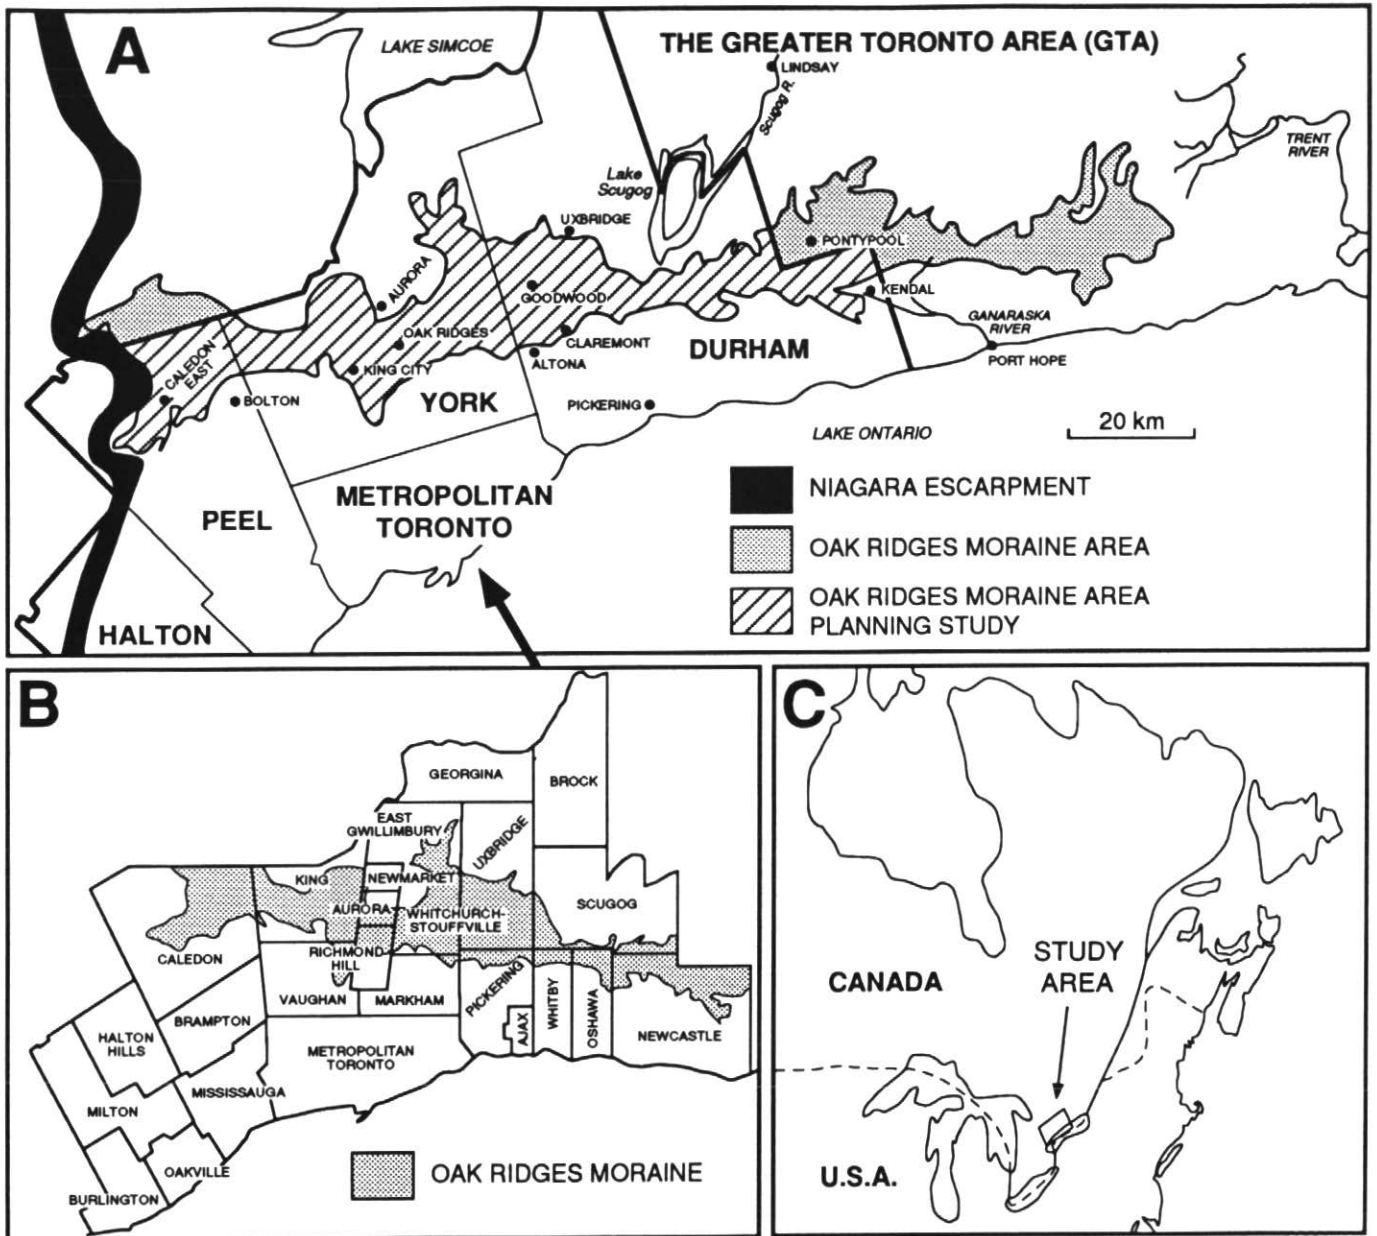 A
LAKE SIMCOE
THE GREATER TORONTO AREA (GTA)
LINDSAY
Scugog R.
TRENT
RIVER
Lake
Scugog
UXBRIDGE
PONTYPOOL
AURORA
GOODWOOD
KENDAL
OAK RIDGES
CLAREMONT
GANARASKA
RIVER
CALEDON
EAST
KING CITY
ALTONA
DURHAM
PORT HOPE
BOLTON
YORK
PICKERING
LAKE ONTARIO
20 km
METROPOLITAN
TORONTO
PEEL
HALTON
NIAGARA ESCARPMENT
OAK RIDGES MORAINE AREA
OAK RIDGES MORAINE AREA
PLANNING STUDY
B
GEORGINA
BROCK
EAST
GWILLIMBURY
UXBRIDGE
KING
NEWMARKET
SCUGOG
AURORA
WHITCHURCH-
STOUFFVILLE
CALEDON
RICHMOND
HILL
VAUGHAN
MARKHAM
PICKERING
AJAX
WHITBY
OSHAWA
NEWCASTLE
BRAMPTON
HALTON
HILLS
METROPOLITAN
TORONTO
MISSISSAUGA
MILTON
OAKVILLE
BURLINGTON
OAK RIDGES MORAINE
C
CANADA
STUDY
AREA
U.S.A.